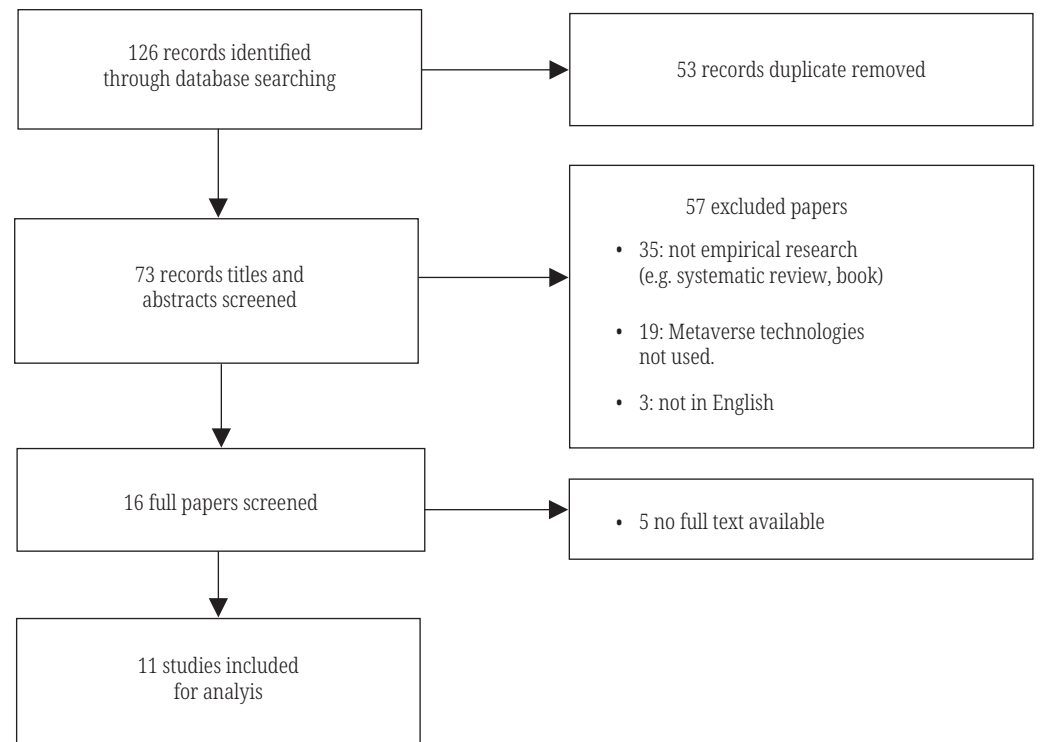 126 records identified
through database searching
53 records duplicate removed
73 records titles and
abstracts screened
57 excluded papers
• 35: not empirical research
(e.g. systematic review, book)
• 19: Metaverse technologies
not used.
• 3: not in English
16 full papers screened
• 5 no full text available
11 studies included
for analyis